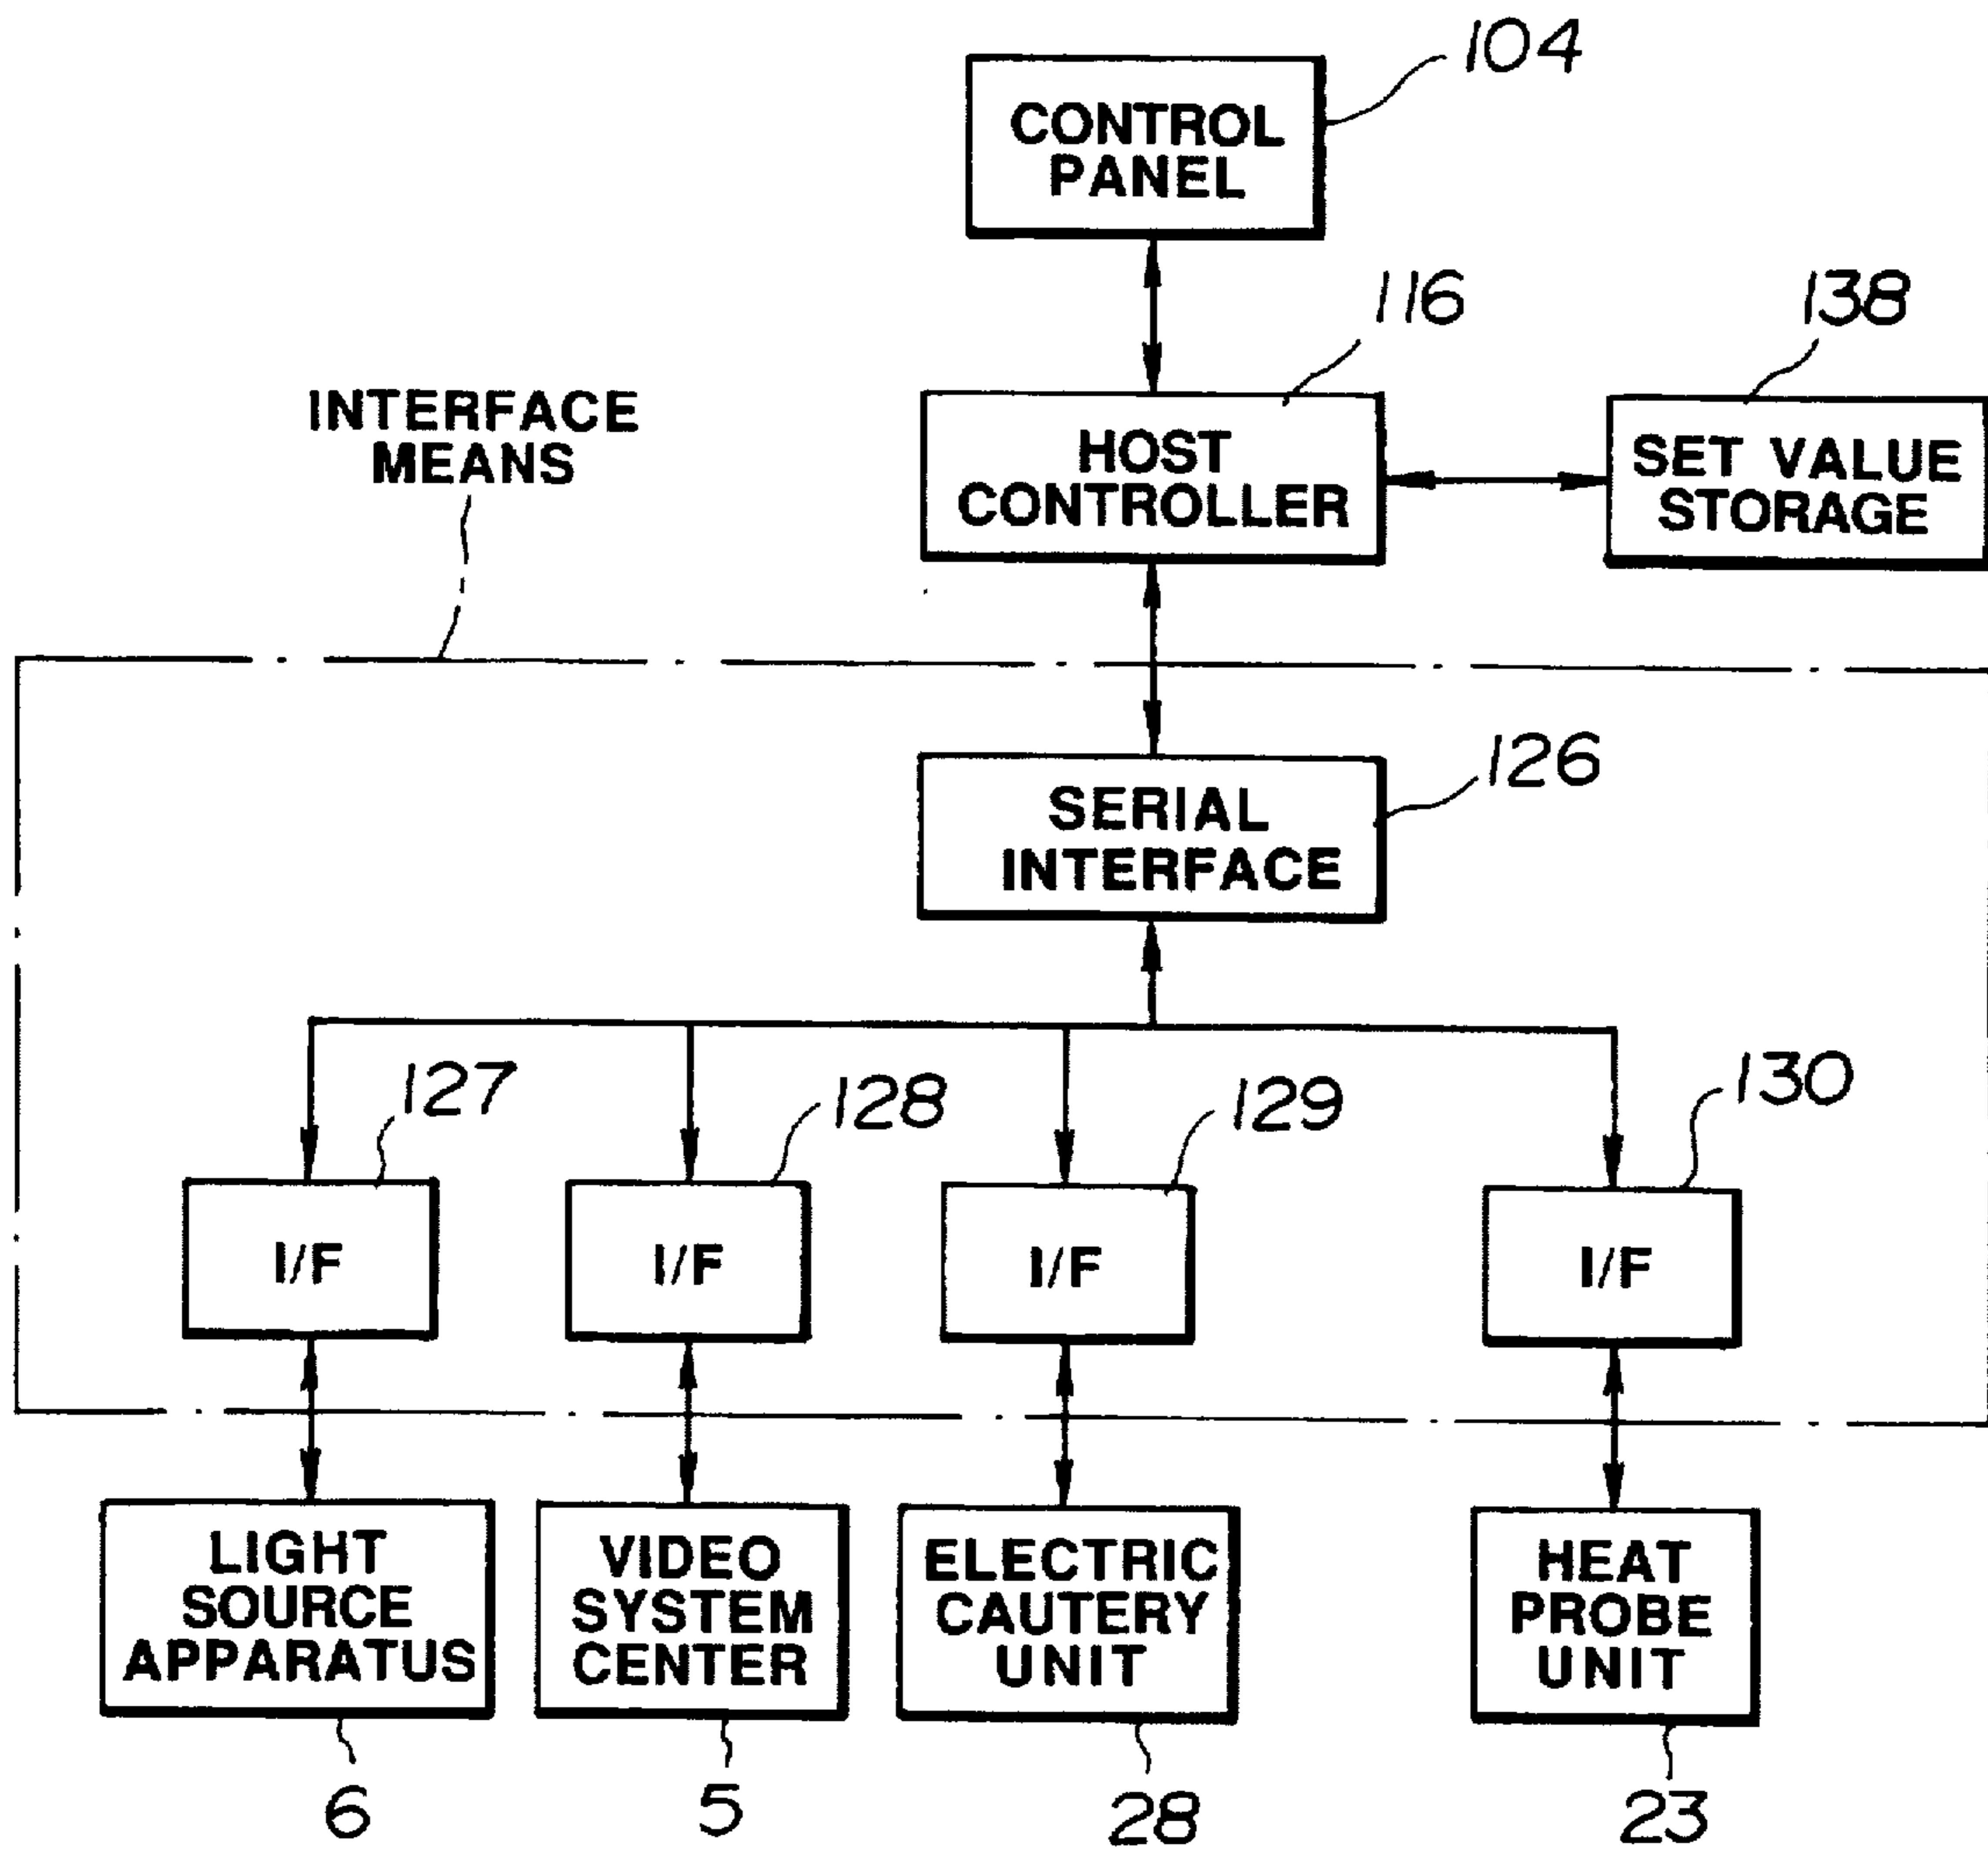 104
CONTROL
PANEL
116
138
INTERFACE
MEANS
HOST
CONTROLLER
SET VALUE
STORAGE
126
SERIAL
INTERFACE
127
128
129
130
I/F
I/F
I/F
I/F
LIGHT
SOURCE
APPARATUS
VIDEO
SYSTEM
CENTER
ELECTRIC
CAUTERY
UNIT
HEAT
PROBE
UNIT
6
5
28
23